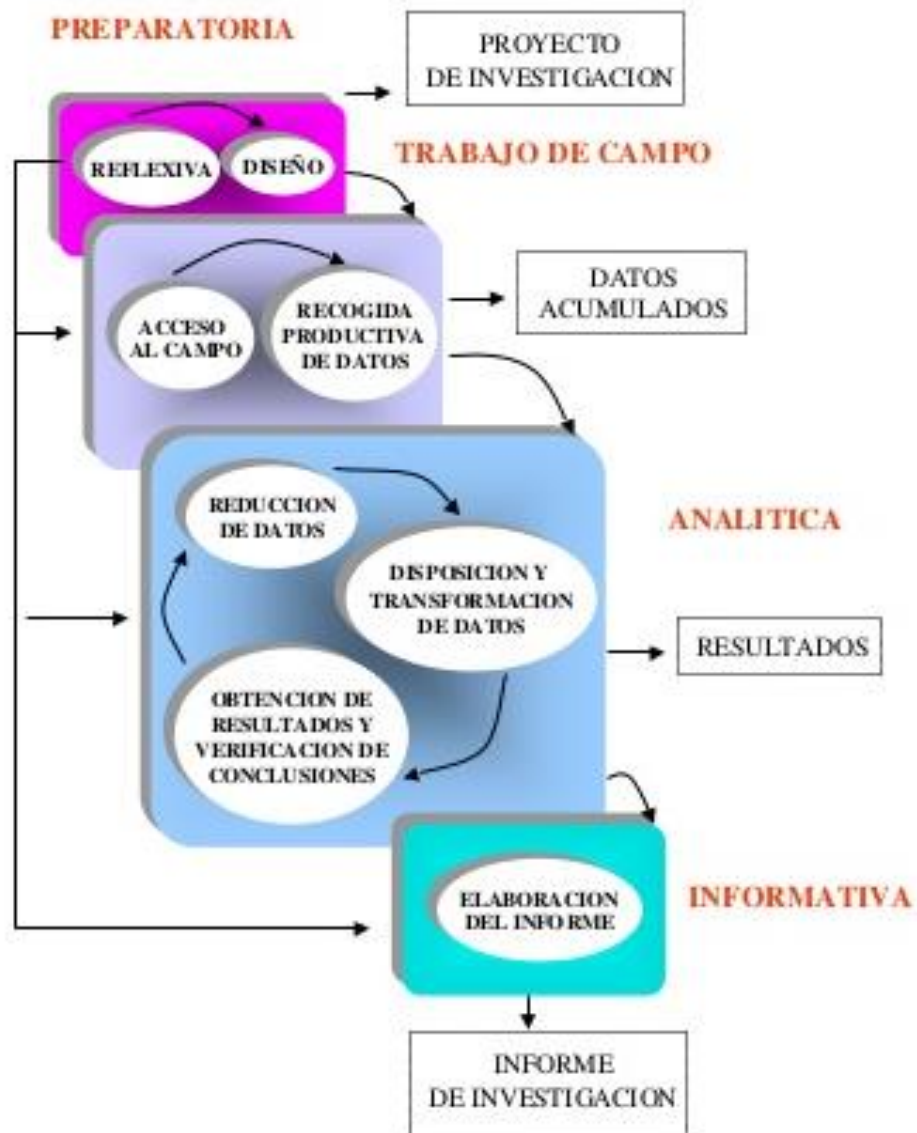 PREPARATORIA
PROYECTO
DE INVESTIGACION
REFLEXIVA
DISEÑO
TRABAJO DE CAMPO
ACCESO
AL CAMPO
RECOGIDA
PRODUCTIVA
DE DATOS
DATOS
ACUMULADOS
REDUCCION
DE DATOS
ANALITICA
DISPOSICION Y
TRANSFORMACION
DE DATOS
RESULTADOS
OBTENCION DE
RESULTADOS Y
VERIFICACION DE
CONCLUSIONES
ELABORACION
DEL INFORME
INFORMATIVA
INFORME
DE INVESTIGACION